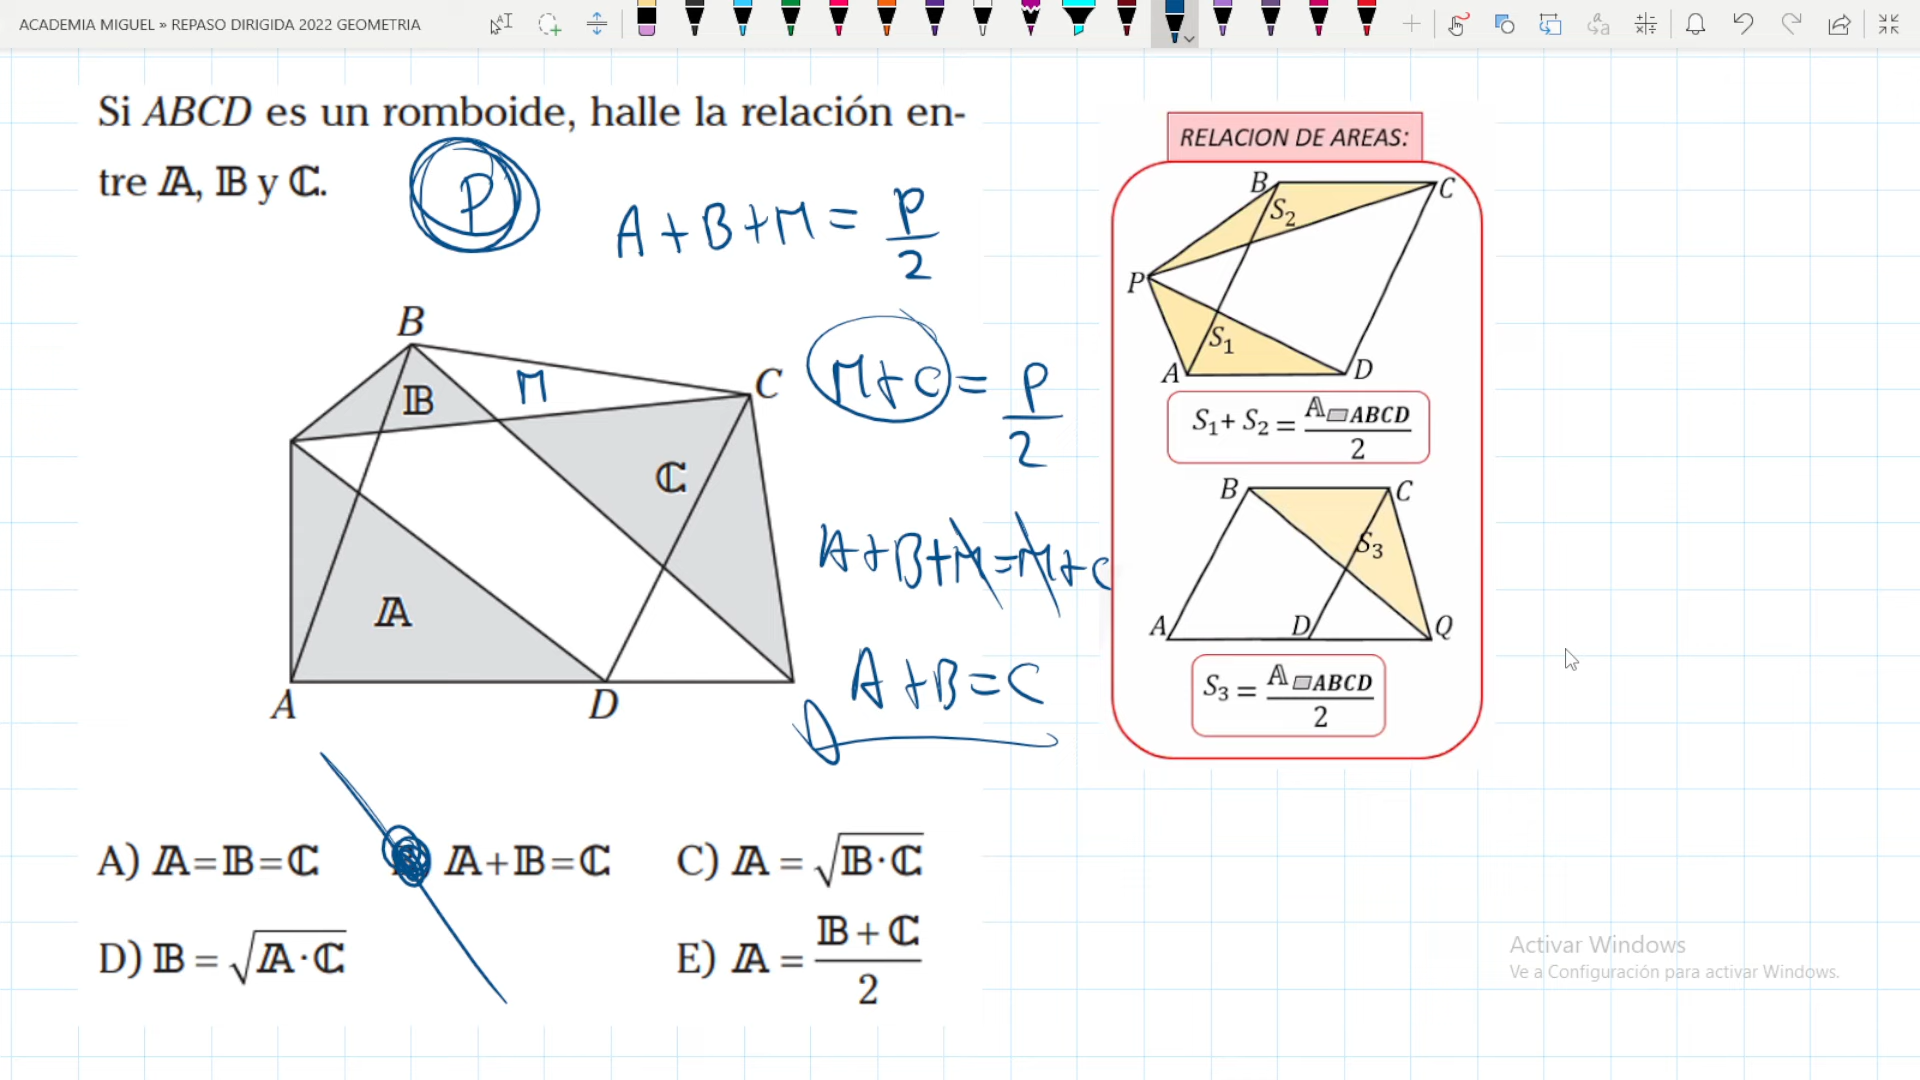 ACADEMIA MIGUEL » REPASO DIRIGIDA 2022 GEOMETRIA
Si ABCD es un romboide, halle la relación en-
tre 𝔸, 𝔹 y ℂ.
P
A + B + M = P/2
B
𝔹
M
C
ℂ
𝔸
A
D
M + C = P/2
A + B + M = M + C
A + B = C
A) 𝔸=𝔹=ℂ
𝔸+𝔹=ℂ
C) 𝔸 = √(𝔹·ℂ)
D) 𝔹 = √(𝔸·ℂ)
E) 𝔸 = (𝔹+ℂ)/2
RELACION DE AREAS:
B
C
S₂
P
S₁
A
D
S₁+ S₂ = 𝔸▱ABCD/2
B
C
S₃
A
D
Q
S₃ = 𝔸▱ABCD/2
Activar Windows
Ve a Configuración para activar Windows.